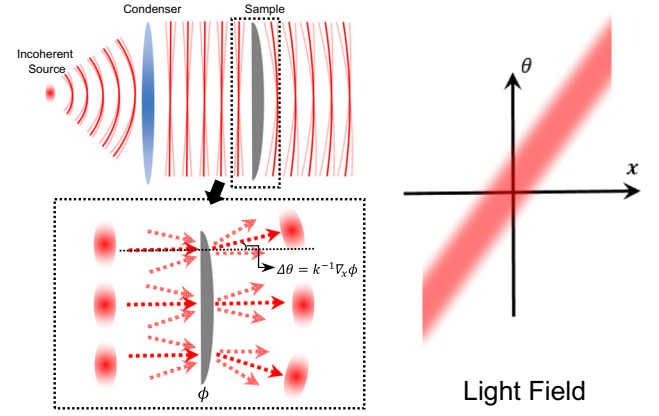 Condenser
Sample
Incoherent
Source
θ
x
Δθ = k⁻¹∇ₓϕ
ϕ
Light Field